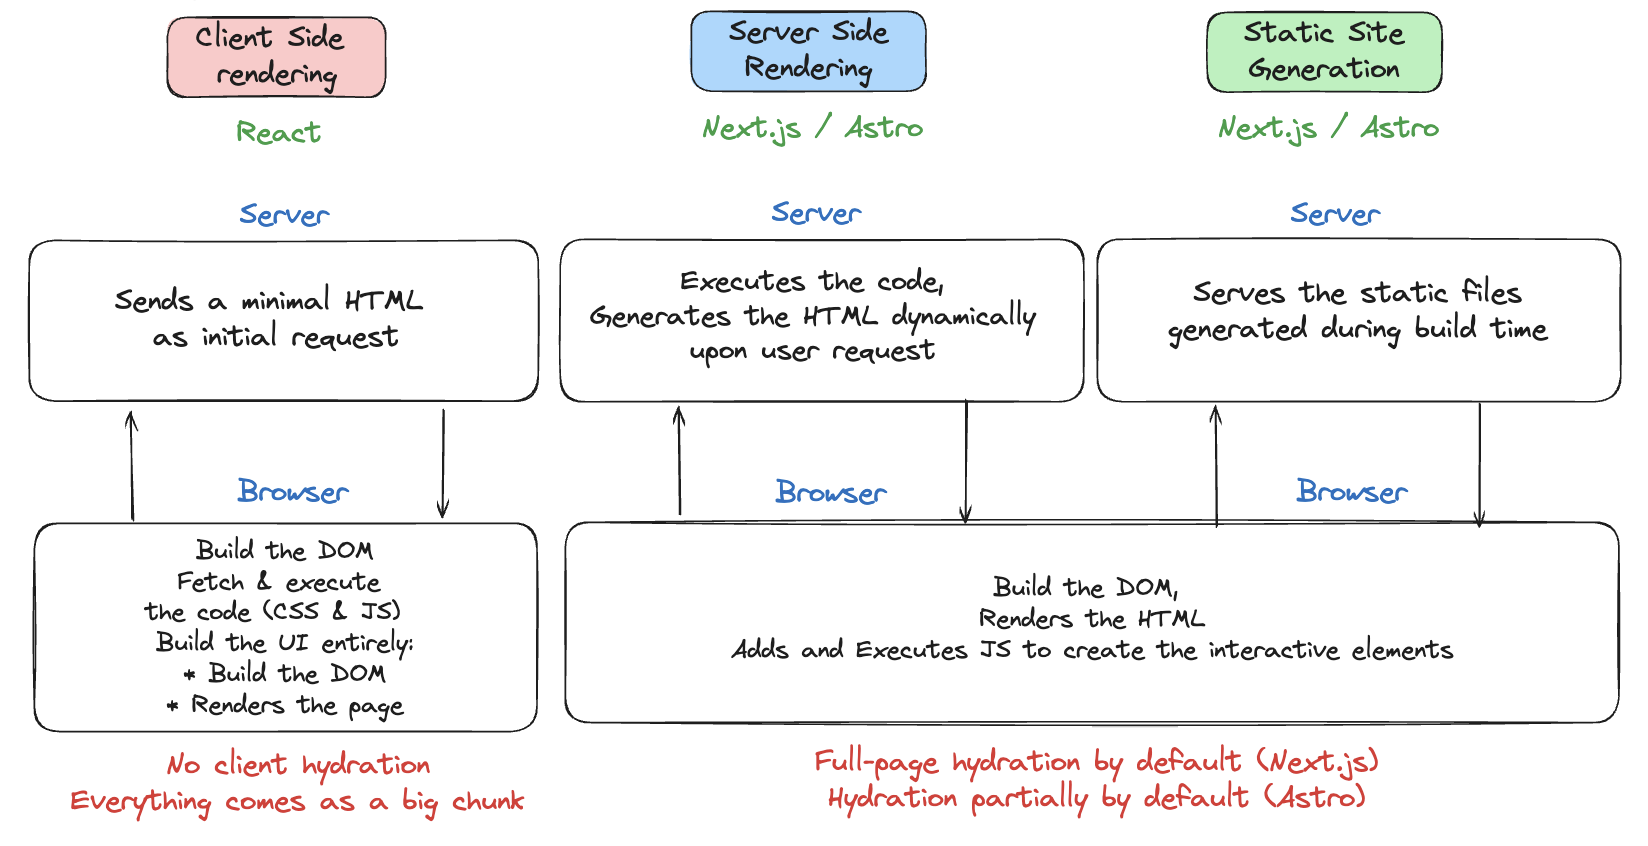 Client Side
rendering
React
Server
Sends a minimal HTML
as initial request
Browser
Build the DOM
Fetch & execute
the code (CSS & JS)
Build the UI entirely:
* Build the DOM
* Renders the page
No client hydration
Everything comes as a big chunk
Server Side
Rendering
Next.js / Astro
Server
Executes the code,
Generates the HTML dynamically
upon user request
Browser
Static Site
Generation
Next.js / Astro
Server
Serves the static files
generated during build time
Browser
Build the DOM,
Renders the HTML
Adds and Executes JS to create the interactive elements
Full-page hydration by default (Next.js)
Hydration partially by default (Astro)